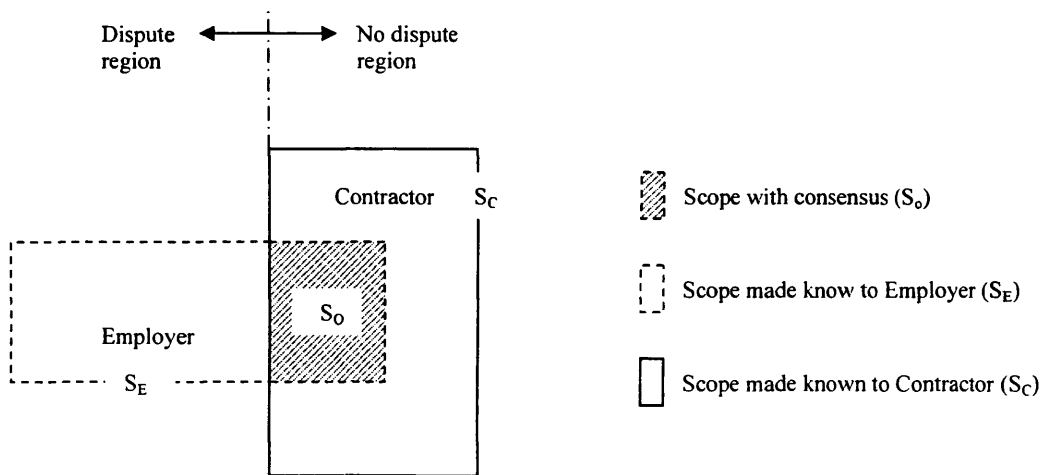 Dispute
region
No dispute
region
Contractor
S_C
S_O
Employer
S_E
Scope with consensus (S_o)
Scope made know to Employer (S_E)
Scope made known to Contractor (S_C)